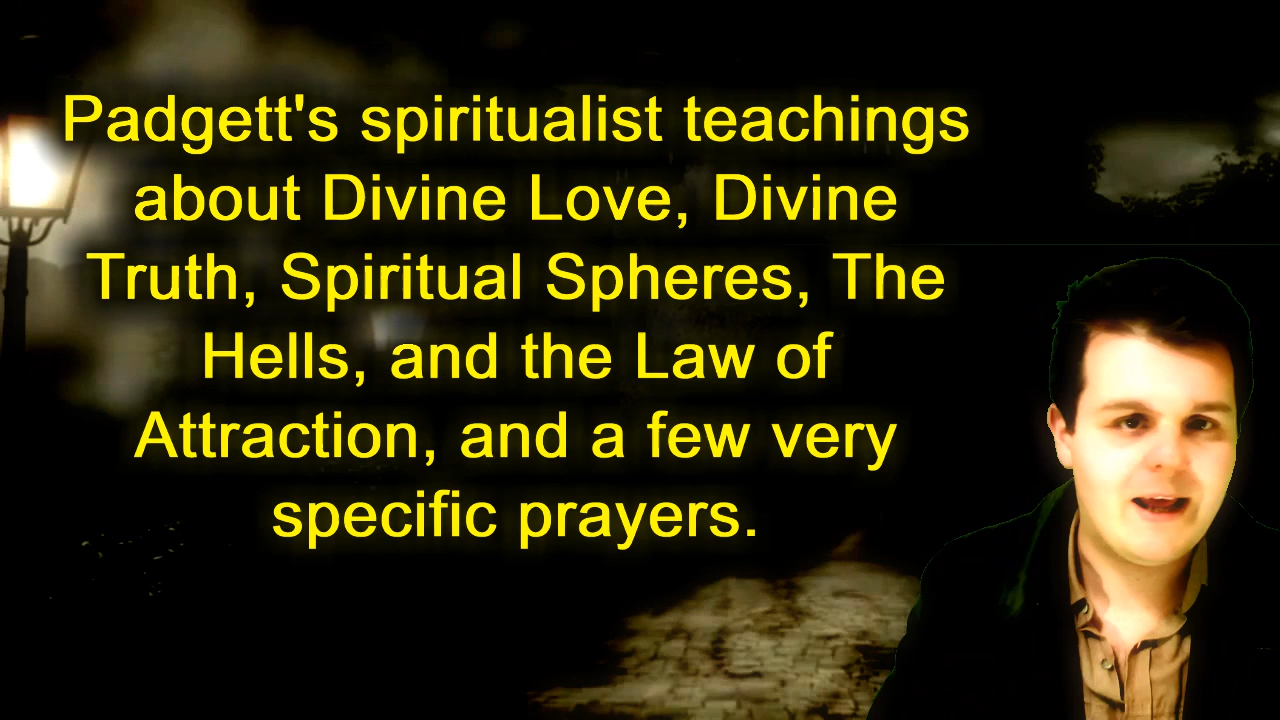 Padgett's spiritualist teachings
about Divine Love, Divine
Truth, Spiritual Spheres, The
Hells, and the Law of
Attraction, and a few very
specific prayers.